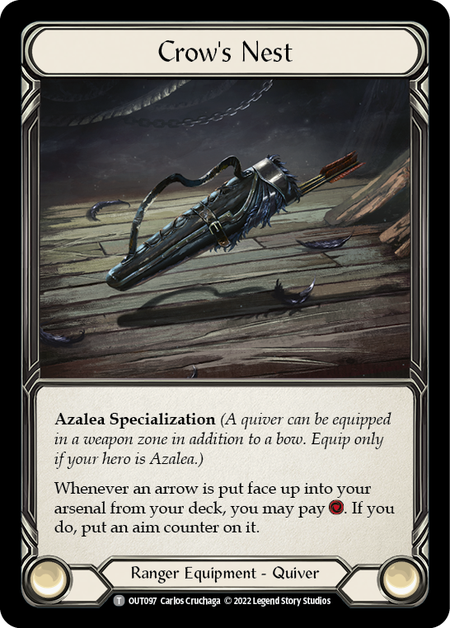 Crow's Nest
Azalea Specialization (A quiver can be equipped
in a weapon zone in addition to a bow. Equip only
if your hero is Azalea.)
Whenever an arrow is put face up into your
arsenal from your deck, you may pay . If you
do, put an aim counter on it.
Ranger Equipment - Quiver
T OUT097 Carlos Cruchaga © 2022 Legend Story Studios